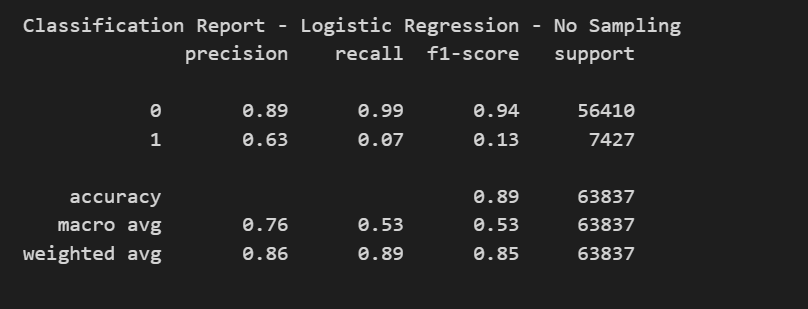 Classification Report - Logistic Regression - No Sampling
precision recall f1-score support
0 0.89 0.99 0.94 56410
1 0.63 0.07 0.13 7427
accuracy 0.89 63837
macro avg 0.76 0.53 0.53 63837
weighted avg 0.86 0.89 0.85 63837